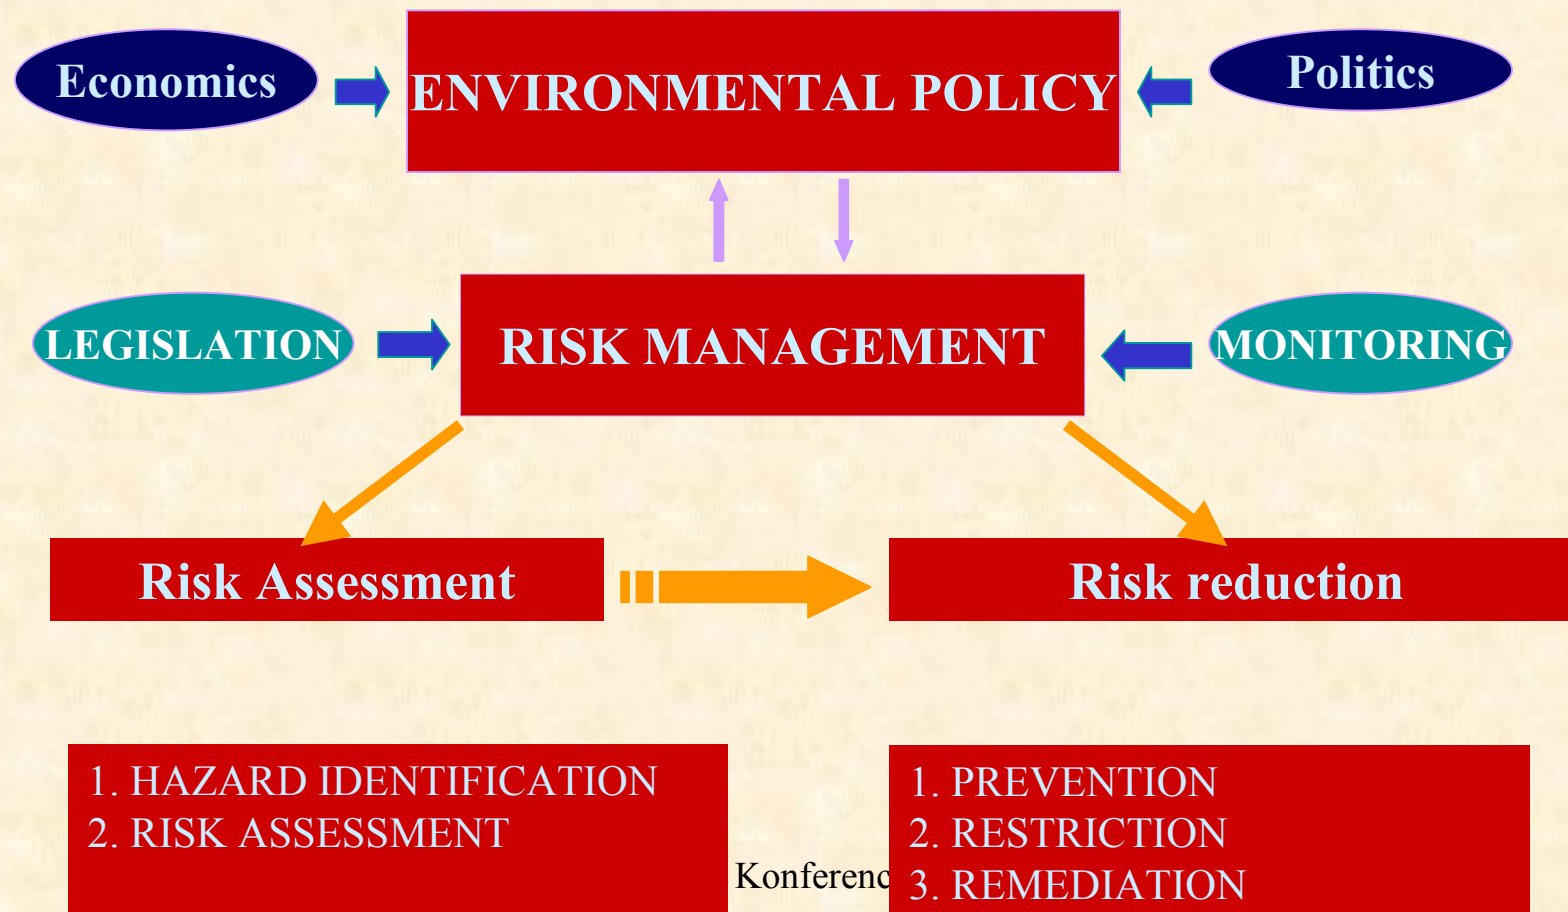 Economics
ENVIRONMENTAL POLICY
Politics
LEGISLATION
RISK MANAGEMENT
MONITORING
Risk Assessment
Risk reduction
1. HAZARD IDENTIFICATION
2. RISK ASSESSMENT
1. PREVENTION
2. RESTRICTION
3. REMEDIATION